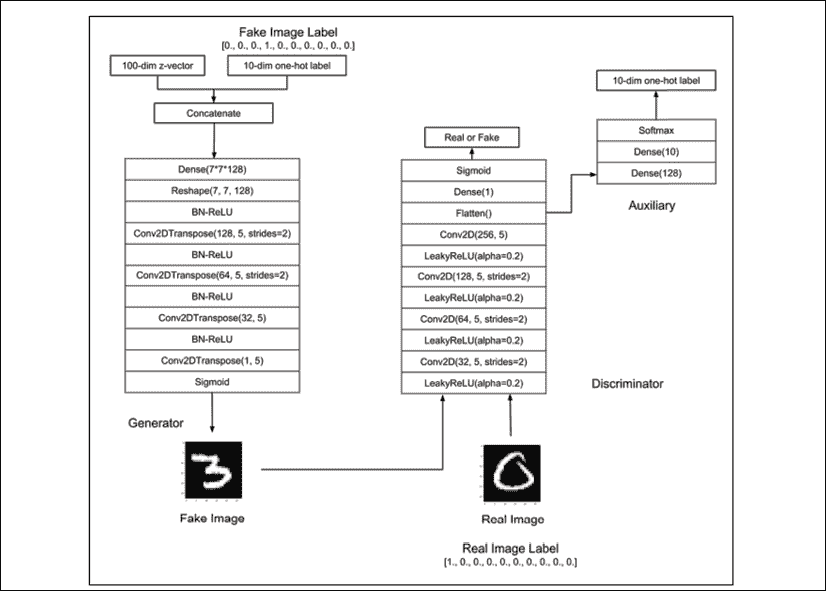 Fake Image Label
[0., 0., 0., 1., 0., 0., 0., 0., 0., 0.]
100-dim z-vector
10-dim one-hot label
Concatenate
Dense(7*7*128)
Reshape(7, 7, 128)
BN-ReLU
Conv2DTranspose(128, 5, strides=2)
BN-ReLU
Conv2DTranspose(64, 5, strides=2)
BN-ReLU
Conv2DTranspose(32, 5)
BN-ReLU
Conv2DTranspose(1, 5)
Sigmoid
Generator
3
Fake Image
Real or Fake
Sigmoid
Dense(1)
Flatten()
Conv2D(256, 5)
LeakyReLU(alpha=0.2)
Conv2D(128, 5, strides=2)
LeakyReLU(alpha=0.2)
Conv2D(64, 5, strides=2)
LeakyReLU(alpha=0.2)
Conv2D(32, 5, strides=2)
LeakyReLU(alpha=0.2)
Discriminator
0
Real Image
Real Image Label
[1., 0., 0., 0., 0., 0., 0., 0., 0., 0.]
10-dim one-hot label
Softmax
Dense(10)
Dense(128)
Auxiliary